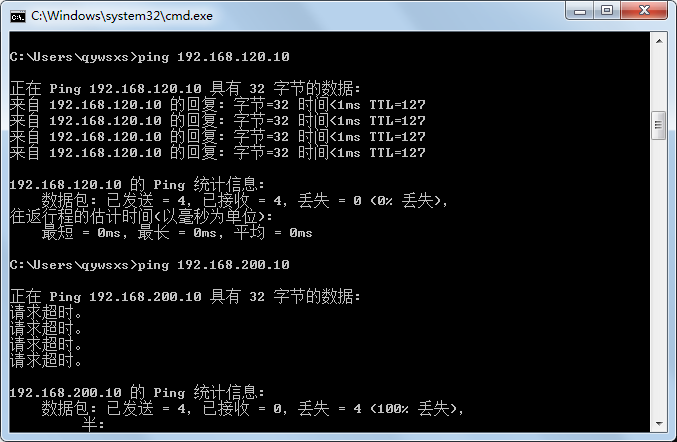 C:\Windows\system32\cmd.exe
C:\Users\qywsxs>ping 192.168.120.10
正在 Ping 192.168.120.10 具有 32 字节的数据:
来自 192.168.120.10 的回复: 字节=32 时间<1ms TTL=127
来自 192.168.120.10 的回复: 字节=32 时间<1ms TTL=127
来自 192.168.120.10 的回复: 字节=32 时间<1ms TTL=127
来自 192.168.120.10 的回复: 字节=32 时间<1ms TTL=127
192.168.120.10 的 Ping 统计信息:
数据包: 已发送 = 4, 已接收 = 4, 丢失 = 0 (0% 丢失),
往返行程的估计时间(以毫秒为单位):
最短 = 0ms, 最长 = 0ms, 平均 = 0ms
C:\Users\qywsxs>ping 192.168.200.10
正在 Ping 192.168.200.10 具有 32 字节的数据:
请求超时。
请求超时。
请求超时。
请求超时。
192.168.200.10 的 Ping 统计信息:
数据包: 已发送 = 4, 已接收 = 0, 丢失 = 4 (100% 丢失),
半: